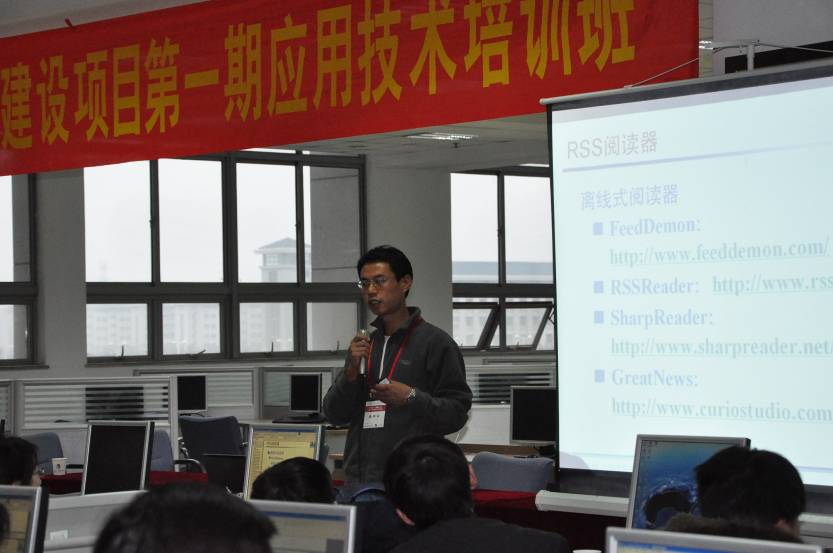 建设项目第一期应用技术培训班
RSS阅读器
离线式阅读器
■ FeedDemon:
http://www.feeddemon.com/
■ RSSReader: http://www.rss
■ SharpReader:
http://www.sharpreader.net/
■ GreatNews:
http://www.curiostudio.com